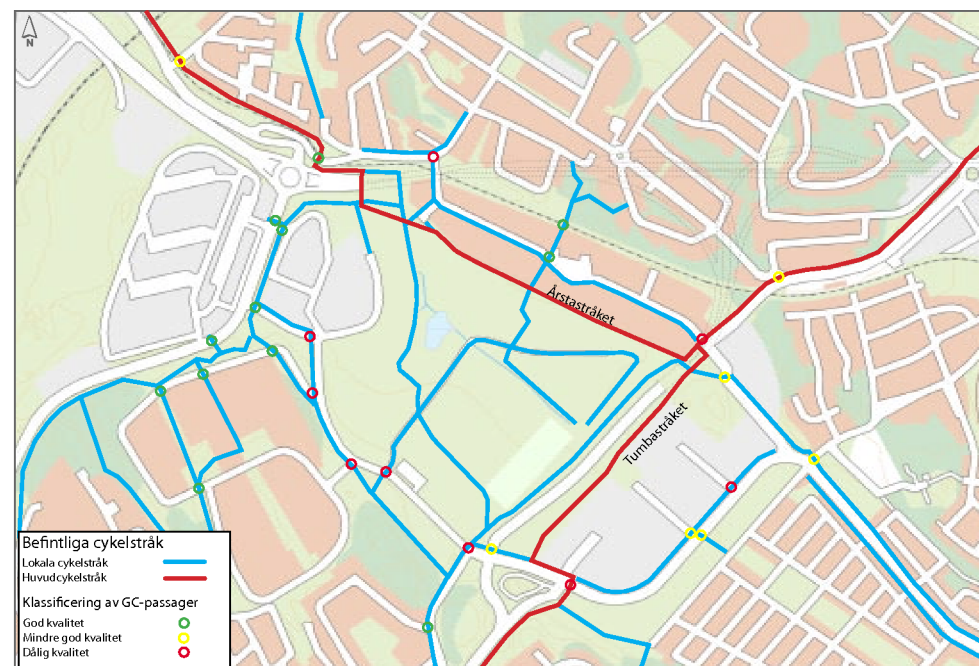 N
Årstastråket
Tumbastråket
Befintliga cykelstråk
Lokala cykelstråk
Huvudcykelstråk
Klassificering av GC-passager
God kvalitet
Mindre god kvalitet
Dålig kvalitet